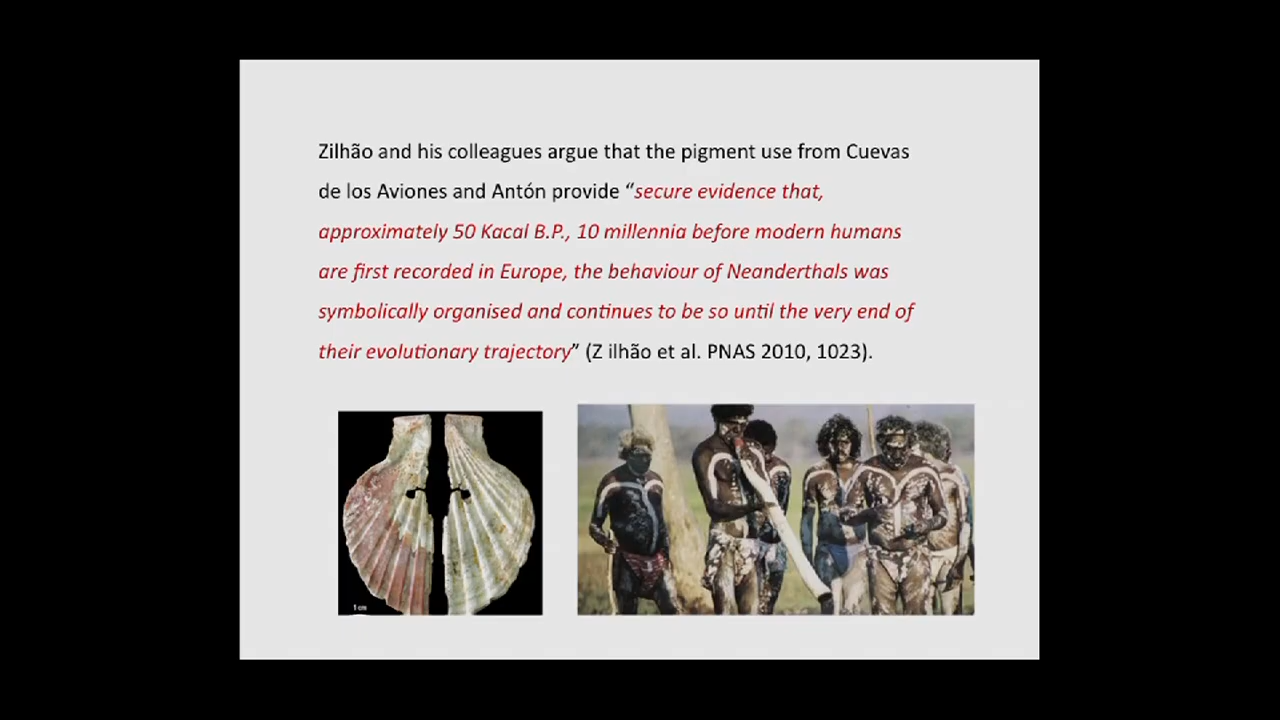 Zilhão and his colleagues argue that the pigment use from Cuevas
de los Aviones and Antón provide “secure evidence that,
approximately 50 Kacal B.P., 10 millennia before modern humans
are first recorded in Europe, the behaviour of Neanderthals was
symbolically organised and continues to be so until the very end of
their evolutionary trajectory” (Z ilhão et al. PNAS 2010, 1023).
1 cm